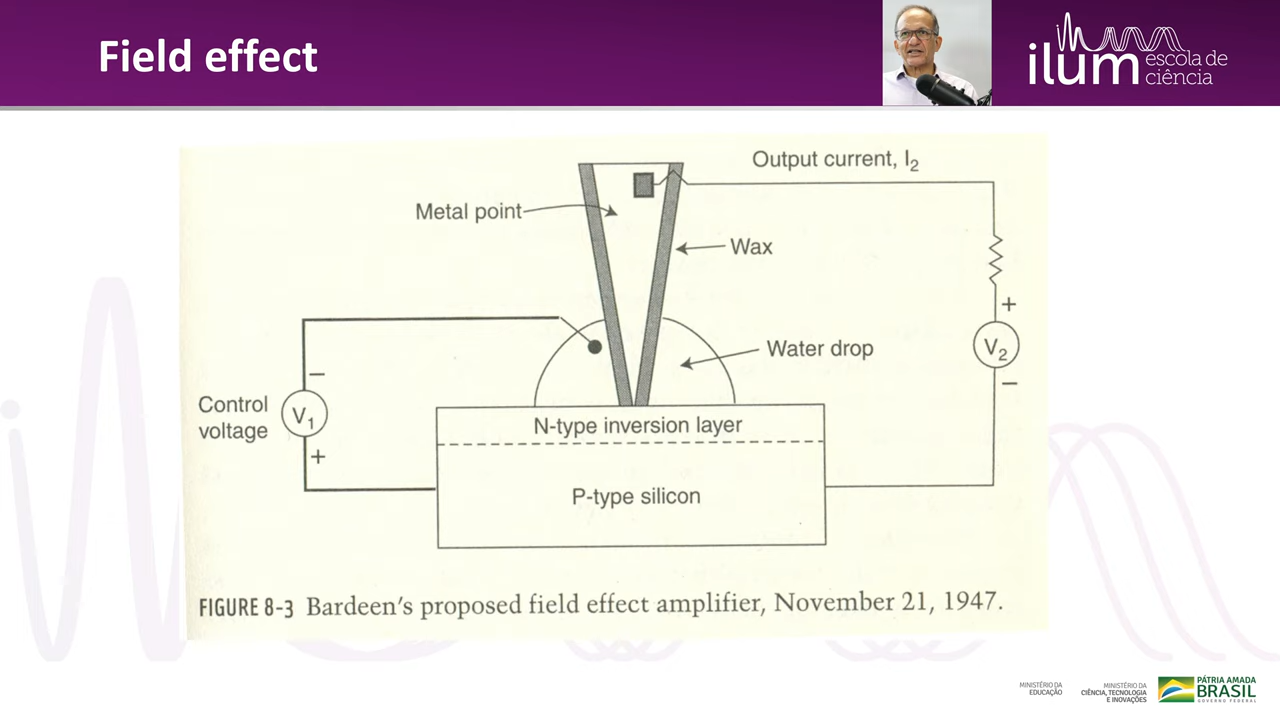 Field effect
ilum
escola de
ciência
Output current, I₂
Metal point
Wax
+
V₂
−
Water drop
−
Control
voltage
V₁
+
N-type inversion layer
P-type silicon
FIGURE 8-3 Bardeen's proposed field effect amplifier, November 21, 1947.
MINISTÉRIO DA
EDUCAÇÃO
MINISTÉRIO DA
CIÊNCIA, TECNOLOGIA
E INOVAÇÕES
PÁTRIA AMADA
BRASIL
GOVERNO FEDERAL